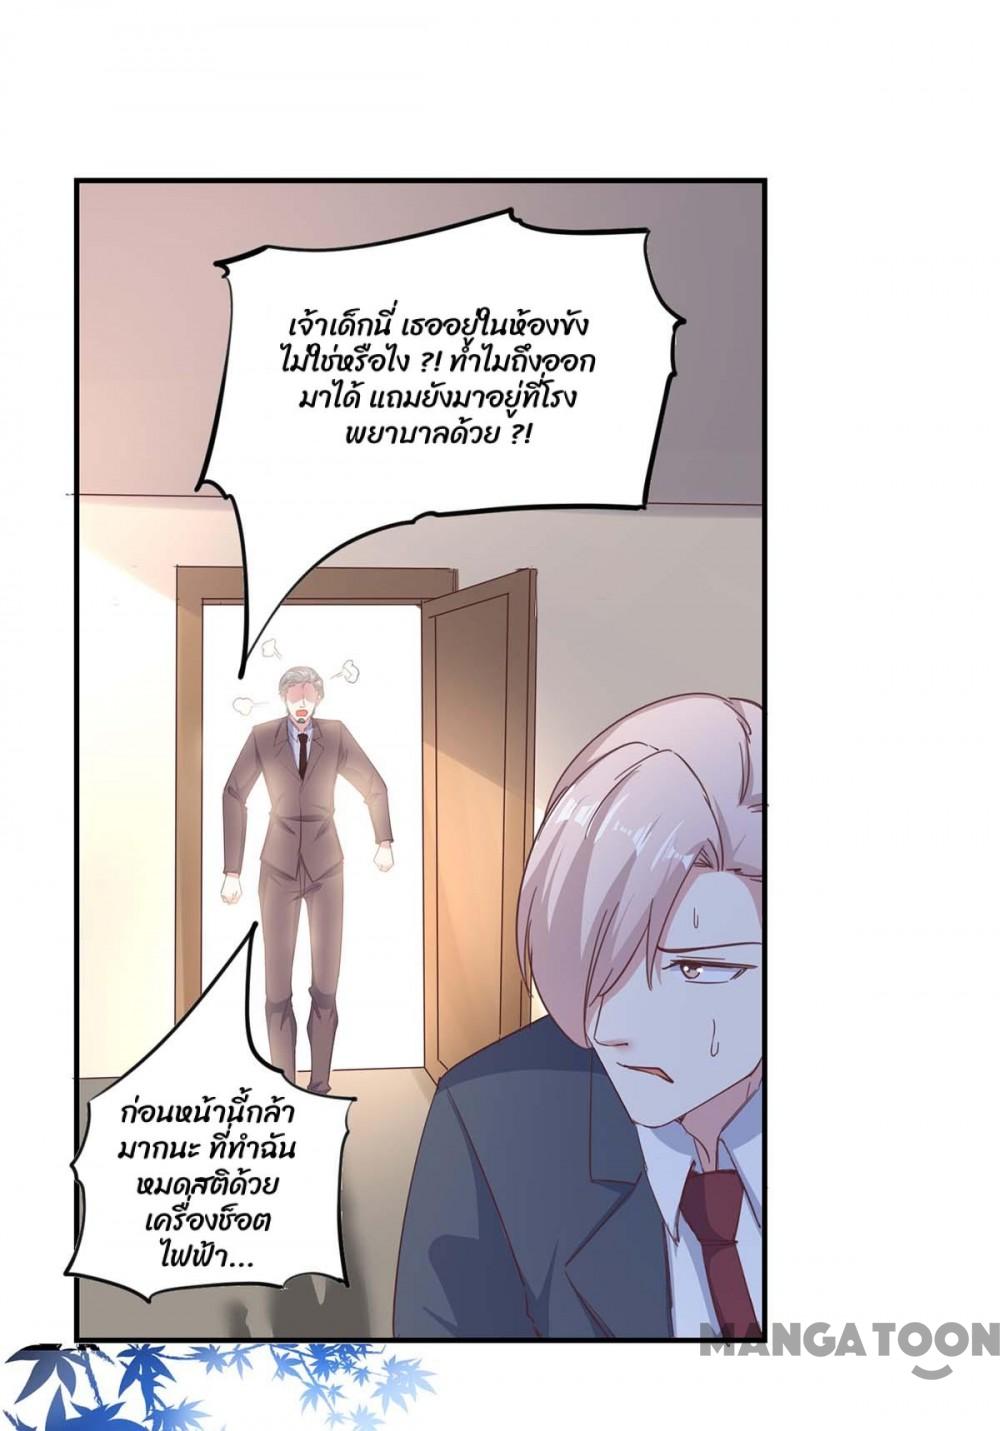 เจ้าเด็กนี่ เธออยู่ในห้องขัง
ไม่ใช่หรือไง ?! ทำไมถึงออก
มาได้ แถมยังมาอยู่ที่โรง
พยาบาลด้วย ?!
ก่อนหน้านี้กล้า
มากนะ ที่ทำฉัน
หมดสติด้วย
เครื่องช็อต
ไฟฟ้า...
MANGATOON